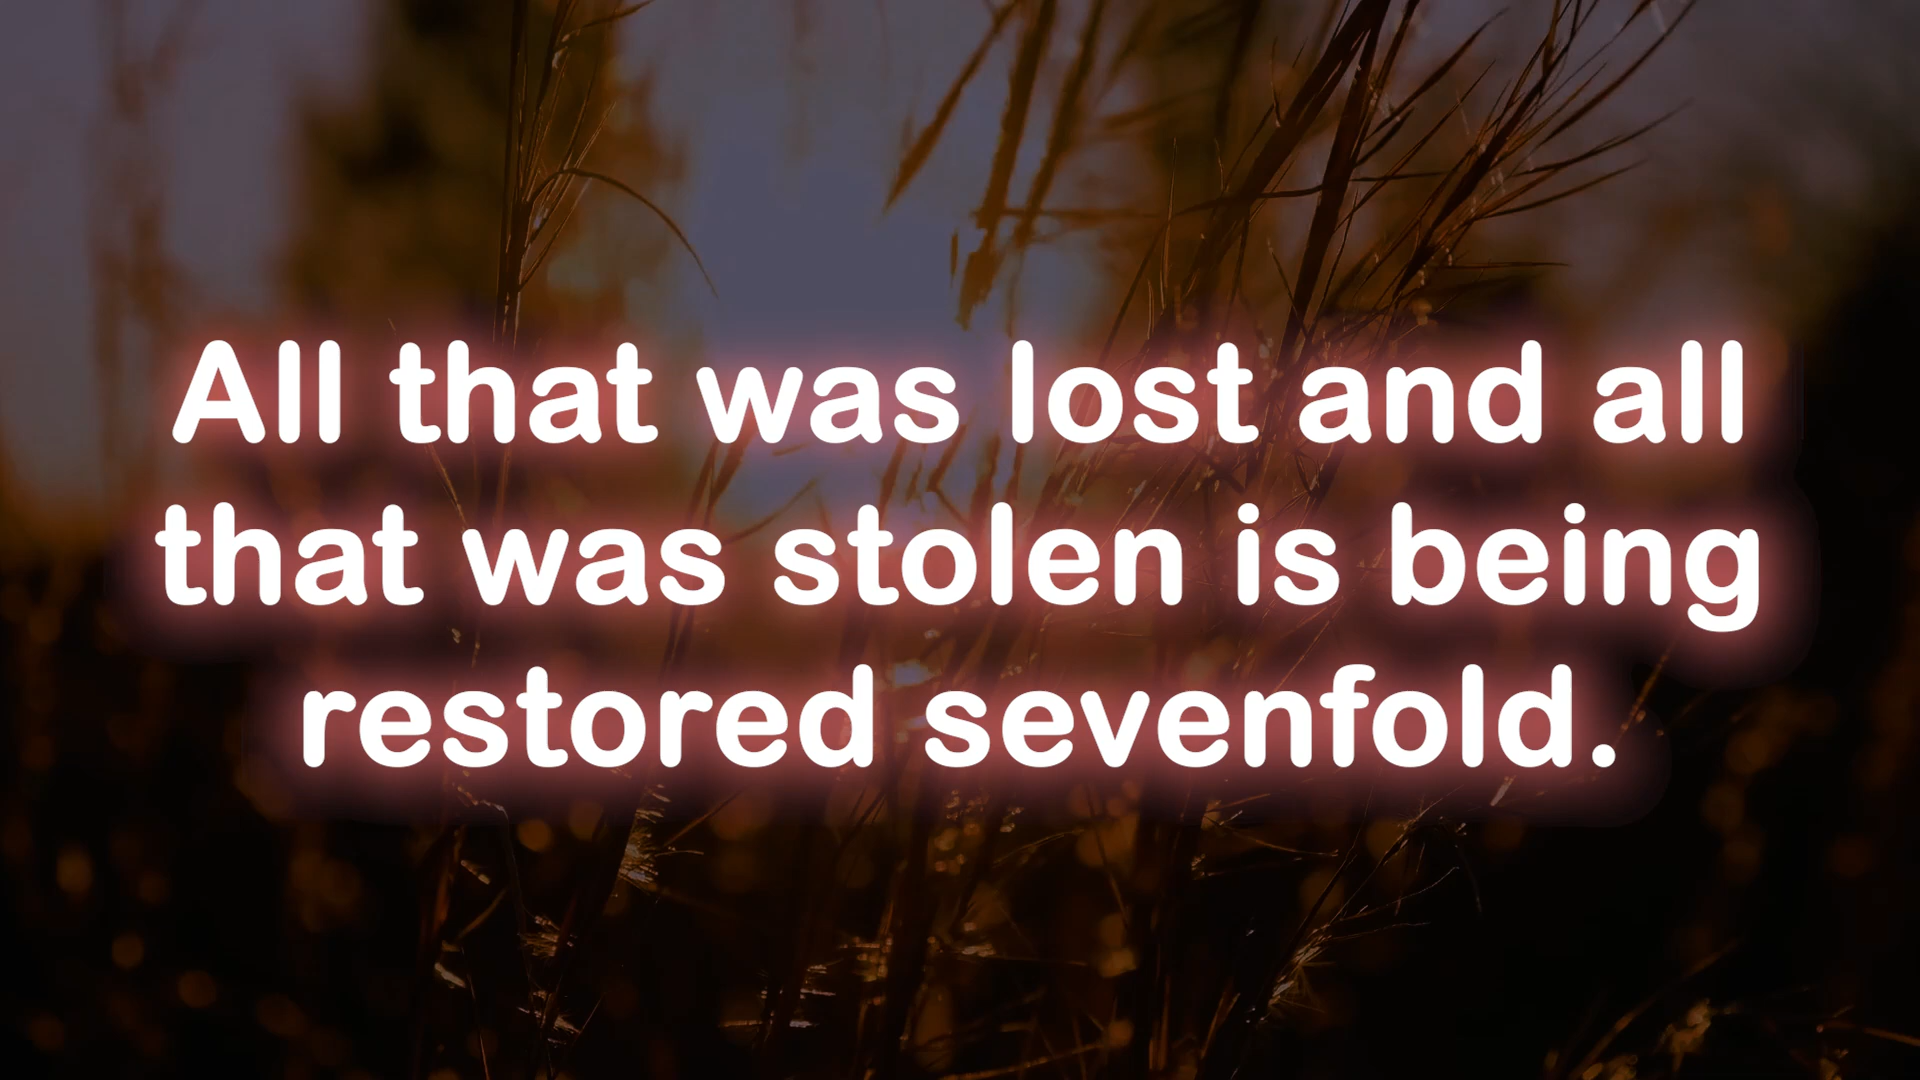 All that was lost and all
that was stolen is being
restored sevenfold.